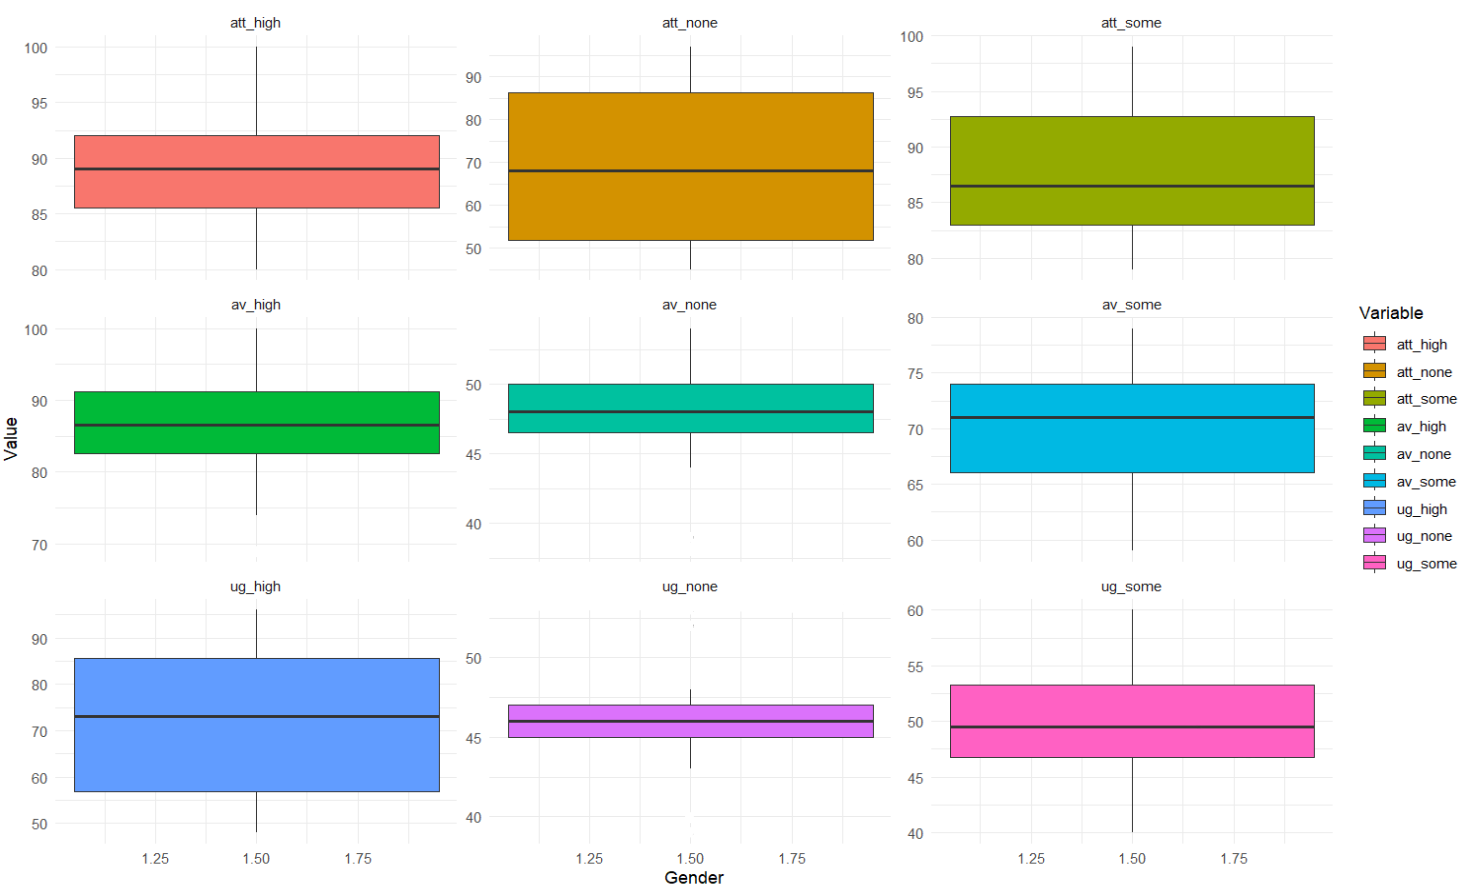 att_high att_none att_some
100
95
90
85
80
90
80
70
60
50
100
95
90
85
80
av_high av_none av_some
100
90
80
70
50
45
40
80
75
70
65
60
ug_high ug_none ug_some
90
80
70
60
50
50
45
40
60
55
50
45
40
1.25 1.50 1.75 1.25 1.50 1.75 1.25 1.50 1.75
Value
Gender
Variable
att_high
att_none
att_some
av_high
av_none
av_some
ug_high
ug_none
ug_some